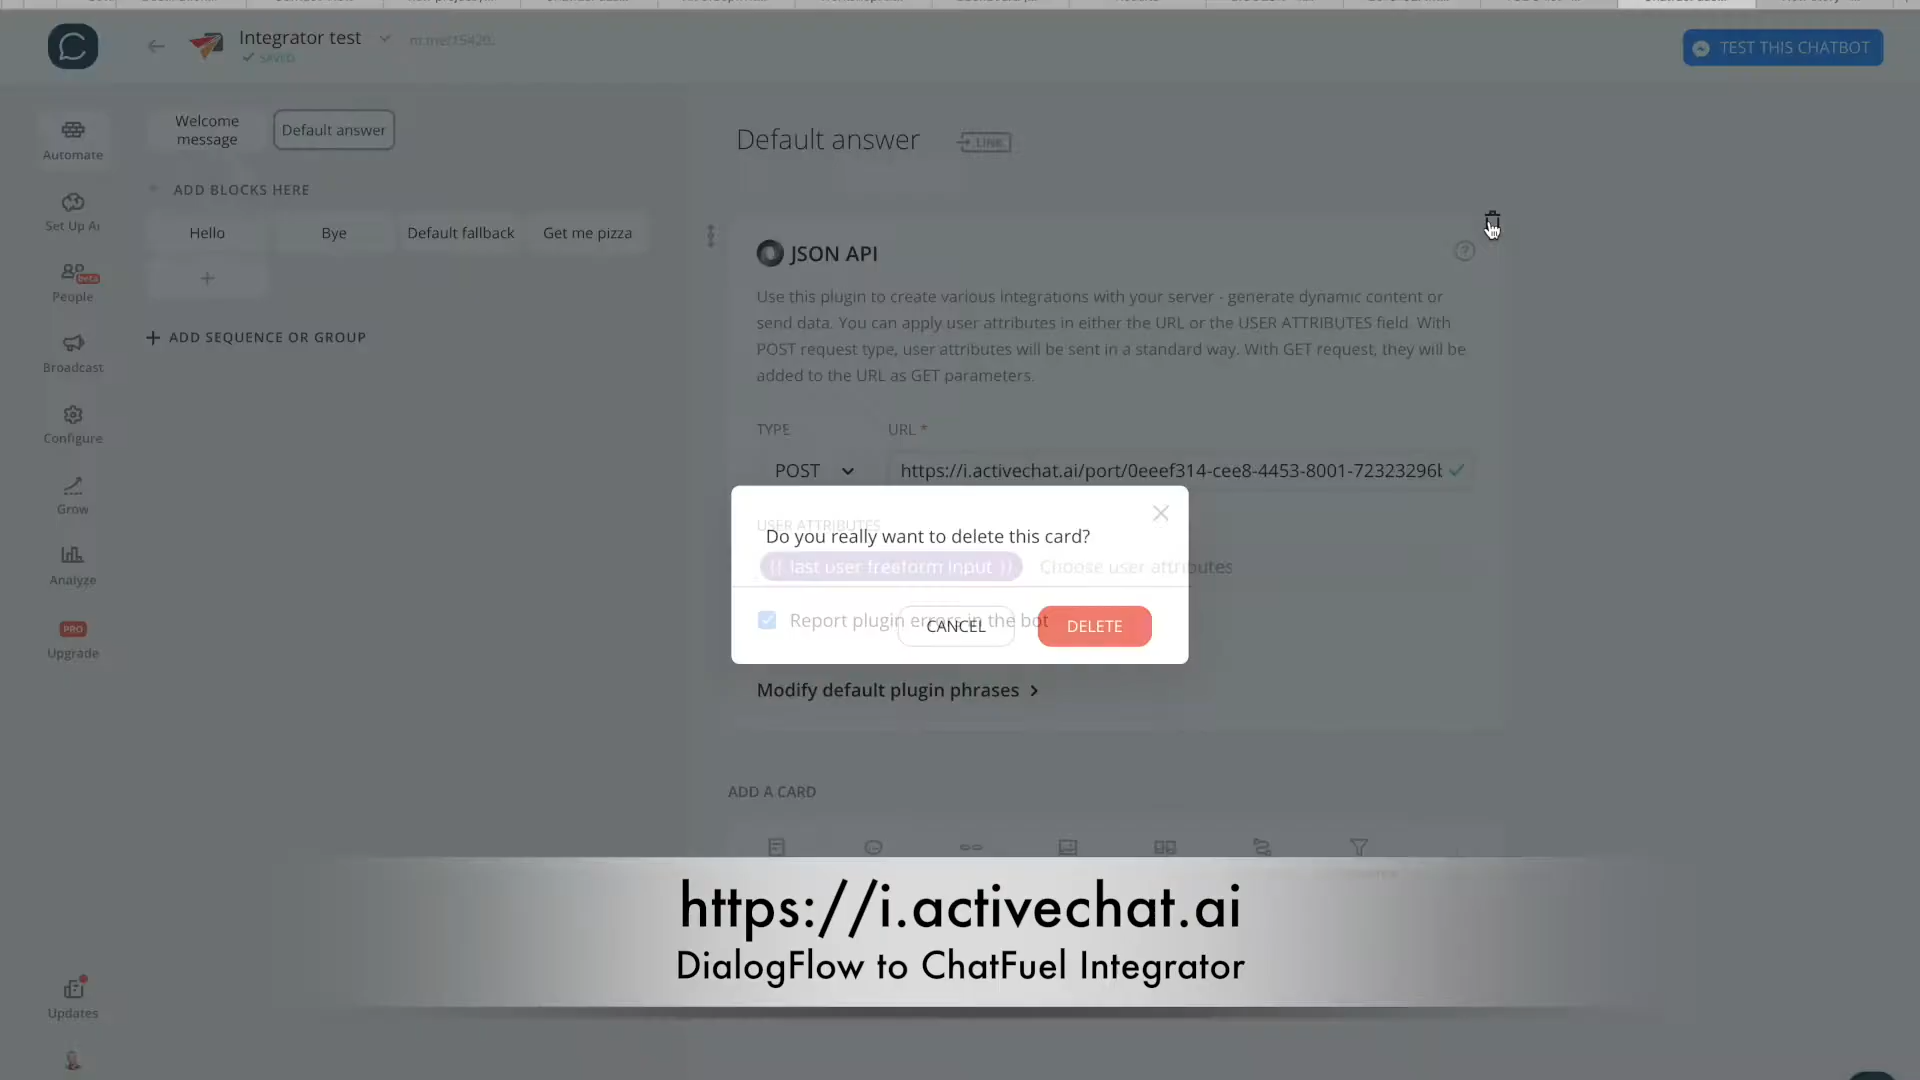 Integrator test
m.me/15420..
SAVED
TEST THIS CHATBOT
Automate
Set Up AI
beta
People
Broadcast
Configure
Grow
Analyze
PRO
Upgrade
Updates
Welcome
message
Default answer
ADD BLOCKS HERE
Hello
Bye
Default fallback
Get me pizza
+
+ ADD SEQUENCE OR GROUP
Default answer
LINK
JSON API
?
Use this plugin to create various integrations with your server - generate dynamic content or
send data. You can apply user attributes in either the URL or the USER ATTRIBUTES field. With
POST request type, user attributes will be sent in a standard way. With GET request, they will be
added to the URL as GET parameters.
TYPE
URL *
POST
https://i.activechat.ai/port/0eeef314-cee8-4453-8001-72323296b
USER ATTRIBUTES
Do you really want to delete this card?
{{ last user freeform input }}
Choose user attributes
Report plugin errors in the bot
CANCEL
DELETE
Modify default plugin phrases
ADD A CARD
https://i.activechat.ai
DialogFlow to ChatFuel Integrator